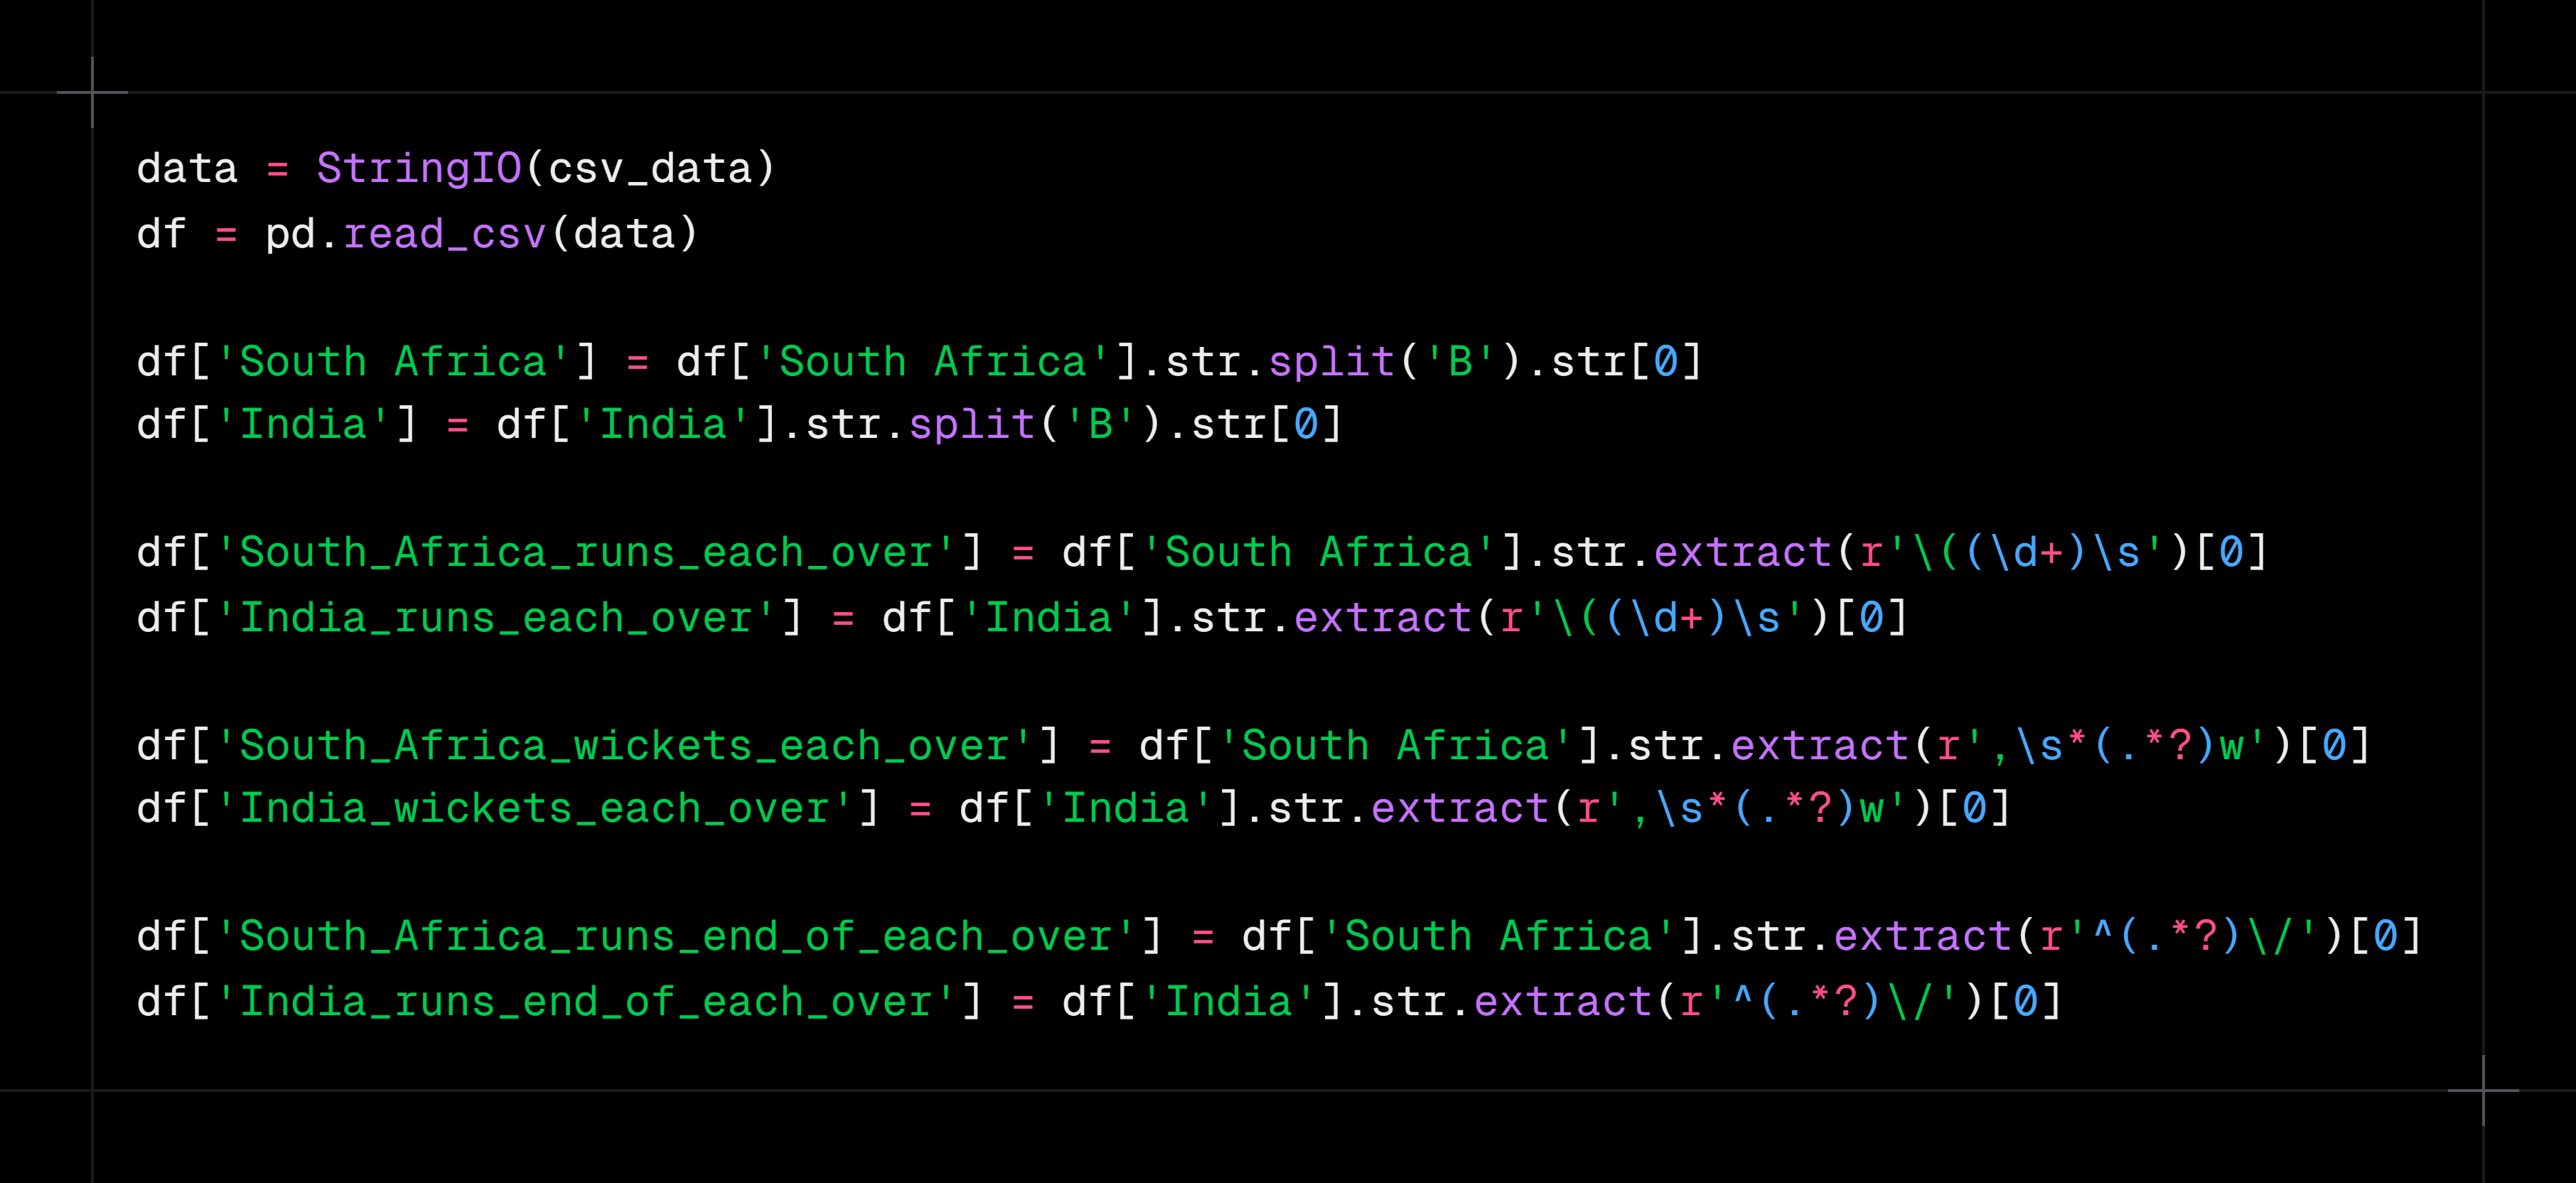 data = StringIO(csv_data)
df = pd.read_csv(data)
df['South Africa'] = df['South Africa'].str.split('B').str[0]
df['India'] = df['India'].str.split('B').str[0]
df['South_Africa_runs_each_over'] = df['South Africa'].str.extract(r'\((\d+)\s')[0]
df['India_runs_each_over'] = df['India'].str.extract(r'\((\d+)\s')[0]
df['South_Africa_wickets_each_over'] = df['South Africa'].str.extract(r',\s*(.*?)w')[0]
df['India_wickets_each_over'] = df['India'].str.extract(r',\s*(.*?)w')[0]
df['South_Africa_runs_end_of_each_over'] = df['South Africa'].str.extract(r'^(.*?)\/')[0]
df['India_runs_end_of_each_over'] = df['India'].str.extract(r'^(.*?)\/')[0]